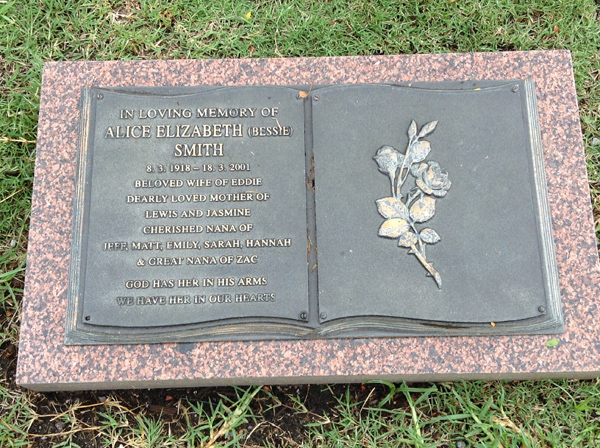 IN LOVING MEMORY OF
ALICE ELIZABETH (BESSIE)
SMITH
8. 3. 1918 – 18. 3. 2001
BELOVED WIFE OF EDDIE
DEARLY LOVED MOTHER OF
LEWIS AND JASMINE
CHERISHED NANA OF
JEFF, MATT, EMILY, SARAH, HANNAH
& GREAT NANA OF ZAC
GOD HAS HER IN HIS ARMS
WE HAVE HER IN OUR HEARTS